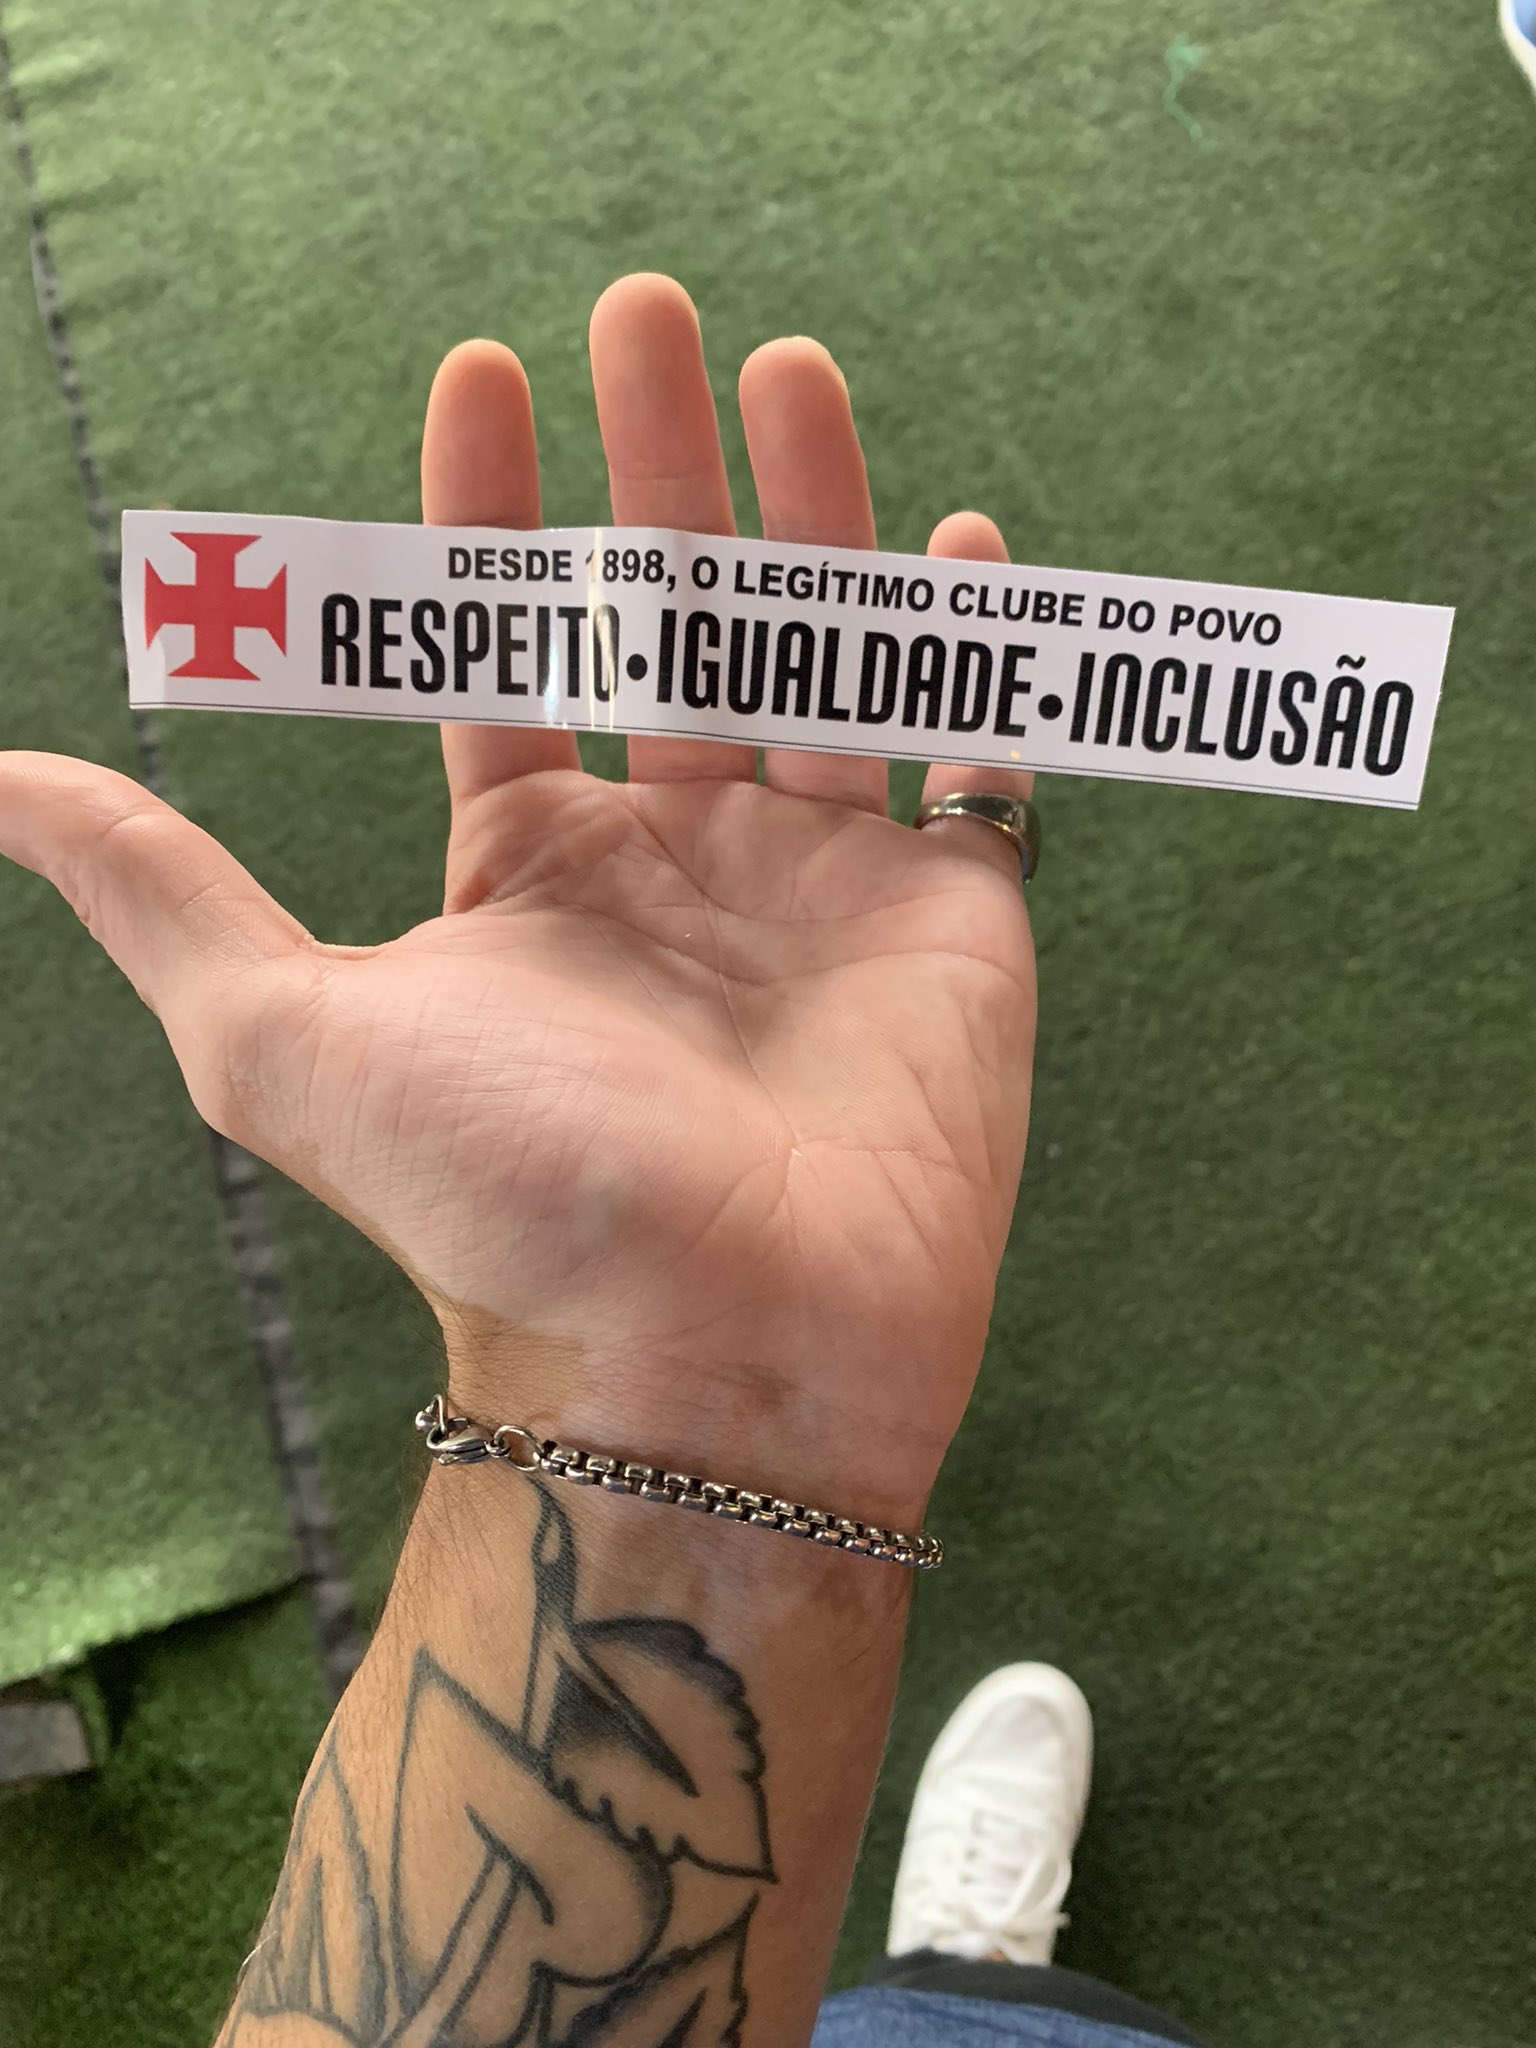 DESDE 1898, O LEGÍTIMO CLUBE DO POVO
RESPEITO•IGUALDADE•INCLUSÃO